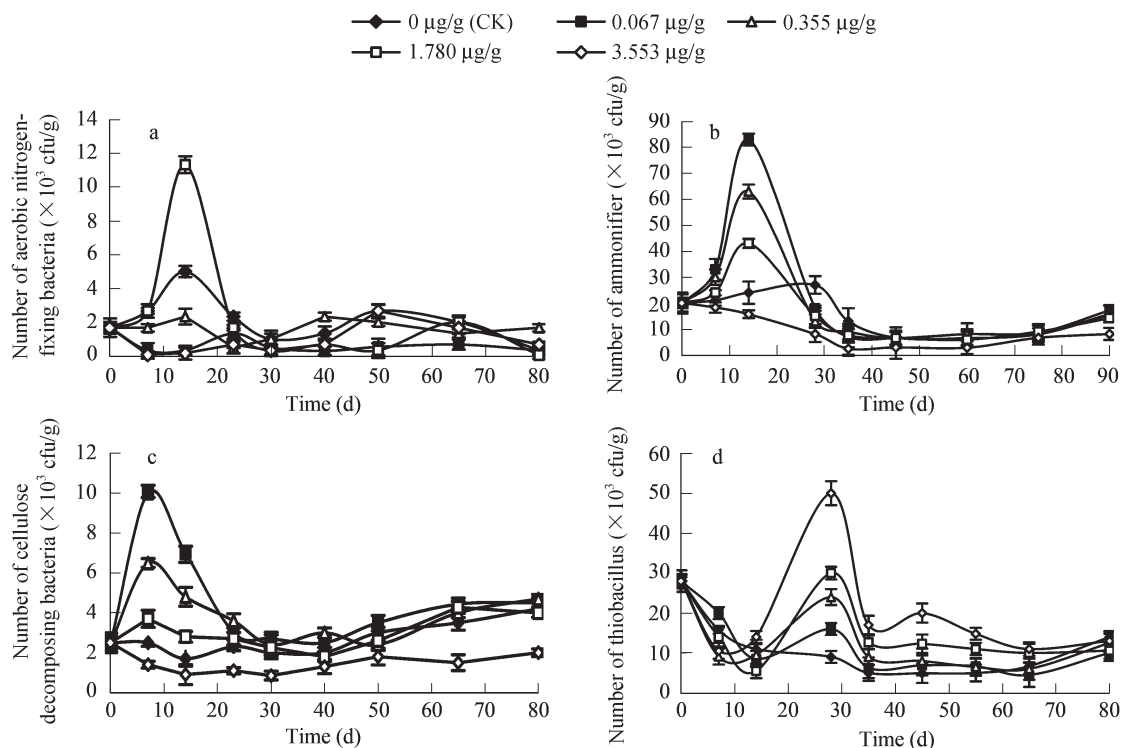 0 μg/g (CK) 0.067 μg/g 0.355 μg/g
1.780 μg/g 3.553 μg/g
Number of aerobic nitrogen-
fixing bacteria (×10³ cfu/g)
14
12
10
8
6
4
2
0
a
0 10 20 30 40 50 60 70 80
Time (d)
Number of ammonifier (×10³ cfu/g)
90
80
70
60
50
40
30
20
10
0
b
0 10 20 30 40 50 60 70 80 90
Time (d)
Number of cellulose
decomposing bacteria (×10³ cfu/g)
12
10
8
6
4
2
0
c
0 10 20 30 40 50 60 70 80
Time (d)
Number of thiobacillus (×10³ cfu/g)
60
50
40
30
20
10
0
d
0 10 20 30 40 50 60 70 80
Time (d)